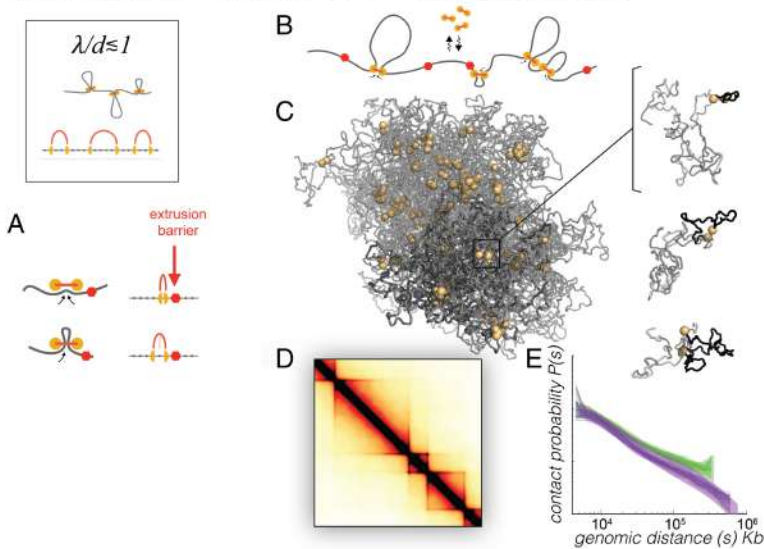 λ/d≲1
B
C
A
extrusion
barrier
D
E
contact probability P(s)
10⁴
10⁵
10⁶
genomic distance (s) Kb